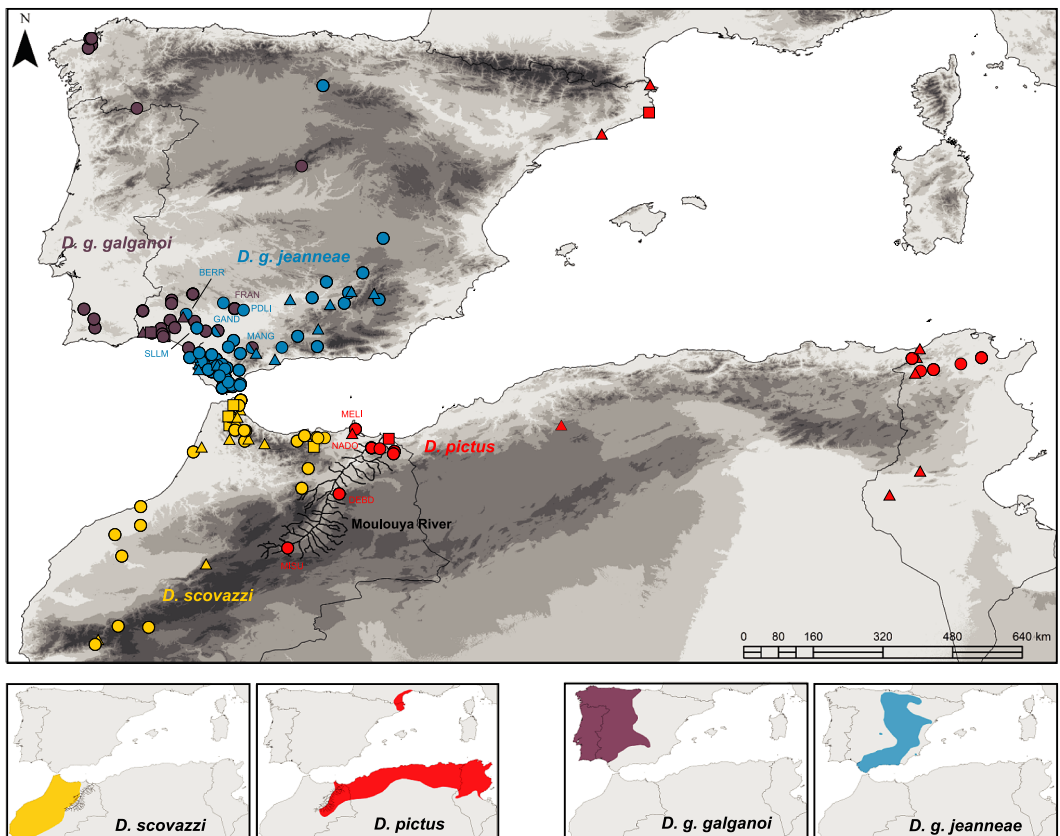 N
D. g. galganoi
D. g. jeanneae
BERR
FRAN
PDLI
GAND
MANG
SLLM
MELI
NADO
D. pictus
DEBD
Moulouya River
D. scovazzi
0 80 160 320 480 640 km
D. scovazzi
D. pictus
D. g. galganoi
D. g. jeanneae